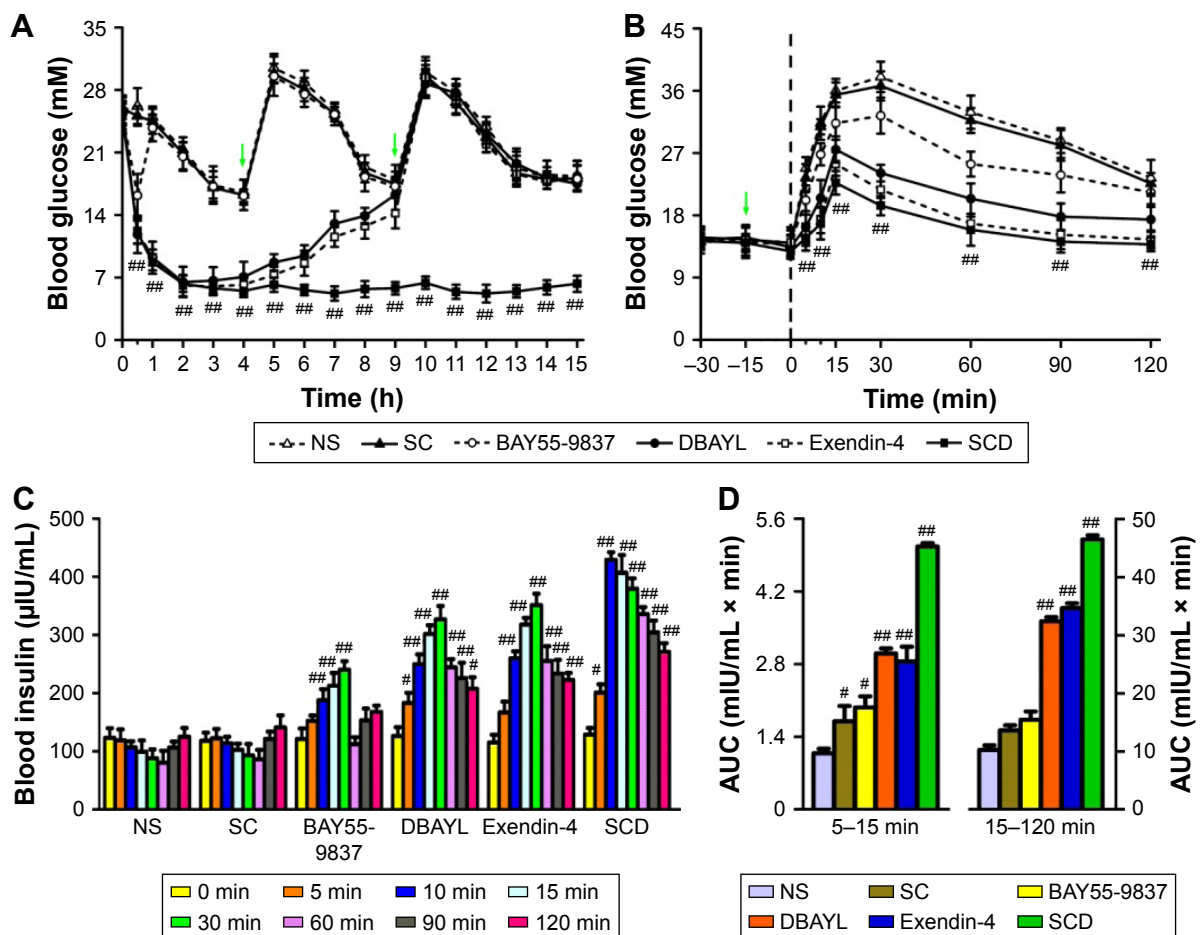 A
Blood glucose (mM)
35
28
21
14
7
0
## ## ## ## ## ## ## ## ## ## ## ## ## ## ## ##
0 1 2 3 4 5 6 7 8 9 10 11 12 13 14 15
Time (h)
B
Blood glucose (mM)
45
36
27
18
9
0
## ## ## ## ## ## ##
–30 –15 0 15 30 60 90 120
Time (min)
NS SC BAY55-9837 DBAYL Exendin-4 SCD
C
Blood insulin (µIU/mL)
500
400
300
200
100
0
## ## ##
# ## ## ## ## ## #
## ## ## ## ## ## ##
# ## ## ## ## ## ##
NS SC BAY55-9837 DBAYL Exendin-4 SCD
0 min 5 min 10 min 15 min
30 min 60 min 90 min 120 min
D
AUC (mIU/mL × min)
5.6
4.2
2.8
1.4
0
# # ## ## ##
## ## ##
50
40
30
20
10
0
AUC (mIU/mL × min)
5–15 min 15–120 min
NS SC BAY55-9837
DBAYL Exendin-4 SCD